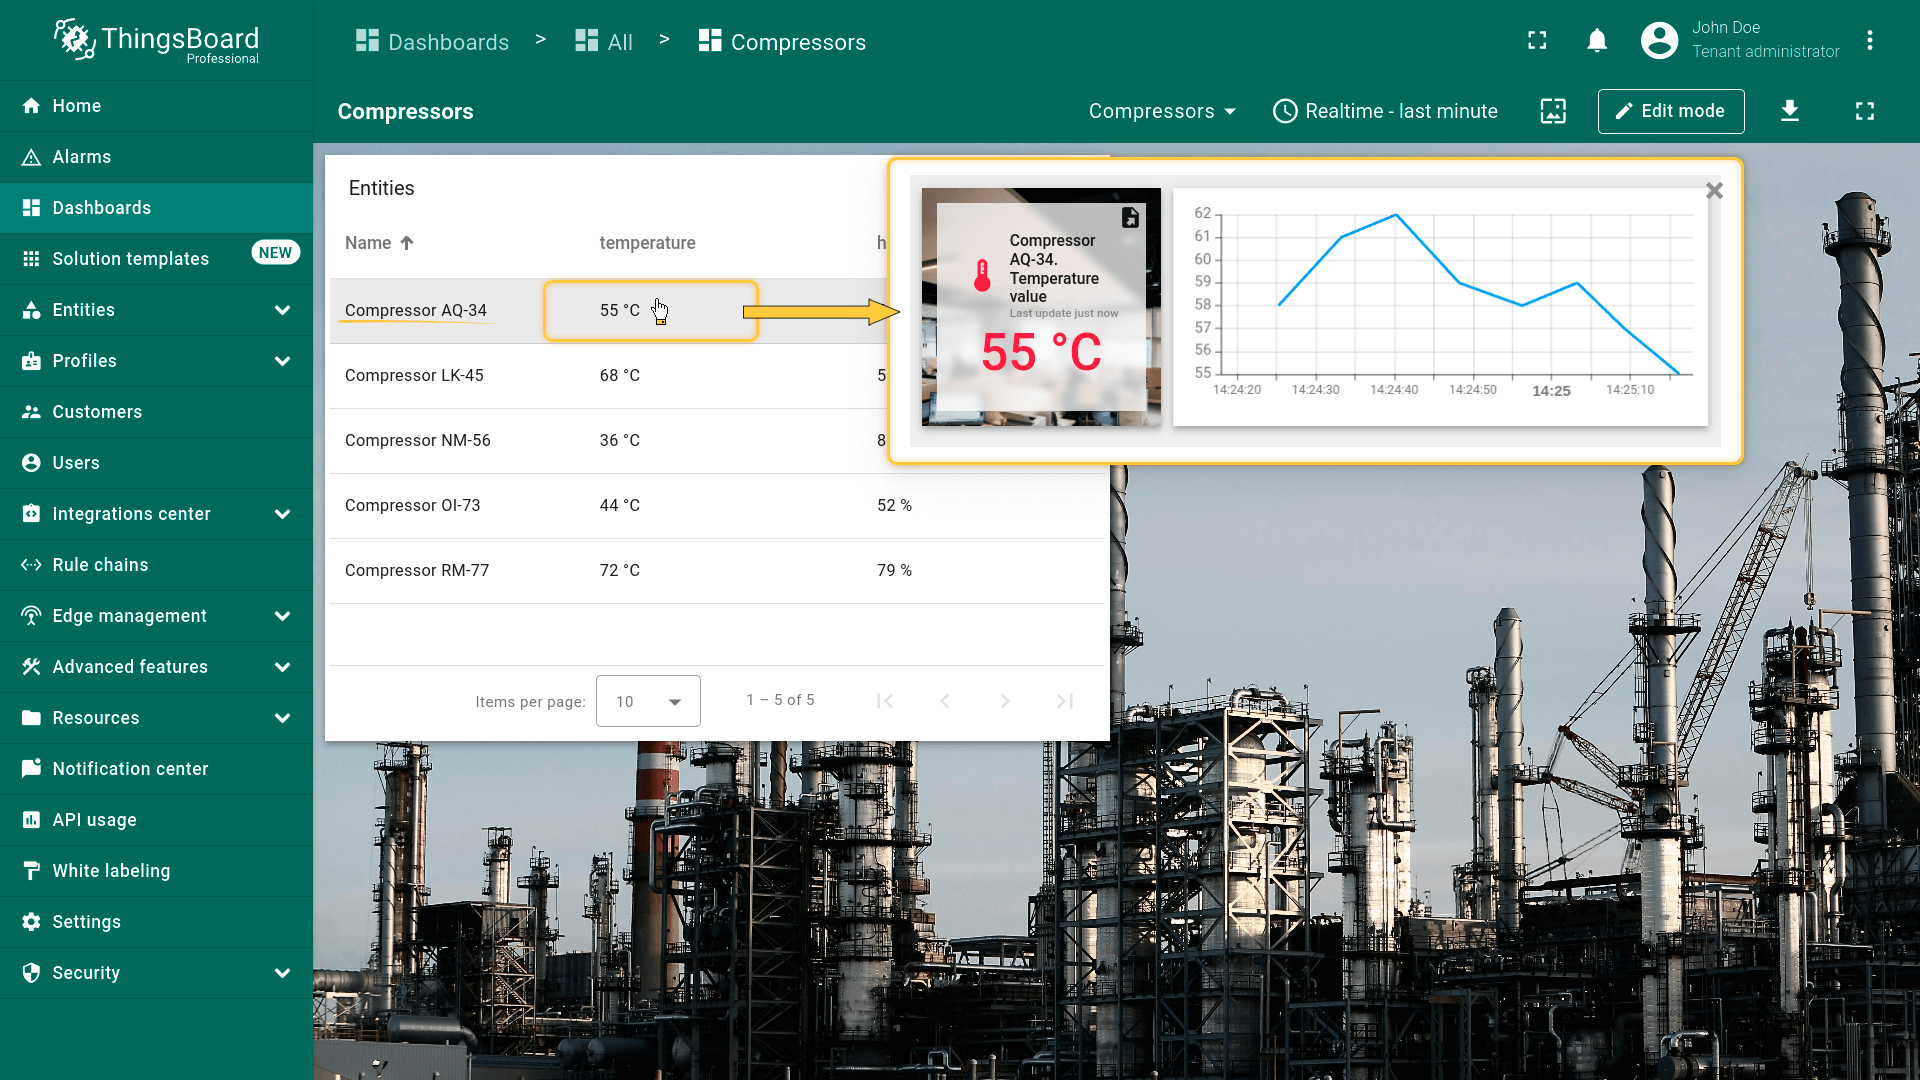 ThingsBoard
Professional
Dashboards > All > Compressors
John Doe
Tenant administrator
Compressors
Compressors
Realtime - last minute
Edit mode
Home
Alarms
Dashboards
Solution templates
NEW
Entities
Profiles
Customers
Users
Integrations center
Rule chains
Edge management
Advanced features
Resources
Notification center
API usage
White labeling
Settings
Security
Entities
Name temperature h
Compressor AQ-34 55 °C
Compressor LK-45 68 °C 5
Compressor NM-56 36 °C 8
Compressor OI-73 44 °C 52 %
Compressor RM-77 72 °C 79 %
Items per page: 10 1 – 5 of 5
Compressor
AQ-34.
Temperature
value
Last update just now
55 °C
62
61
60
59
58
57
56
55
14:24:20 14:24:30 14:24:40 14:24:50 14:25 14:25:10